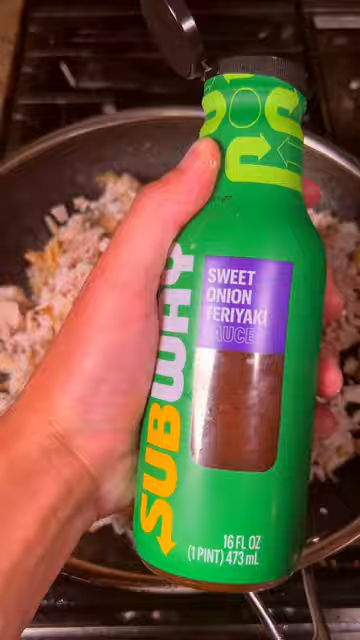 SUBWAY
SWEET
ONION
TERIYAKI
SAUCE
16 FL OZ
(1 PINT) 473 mL